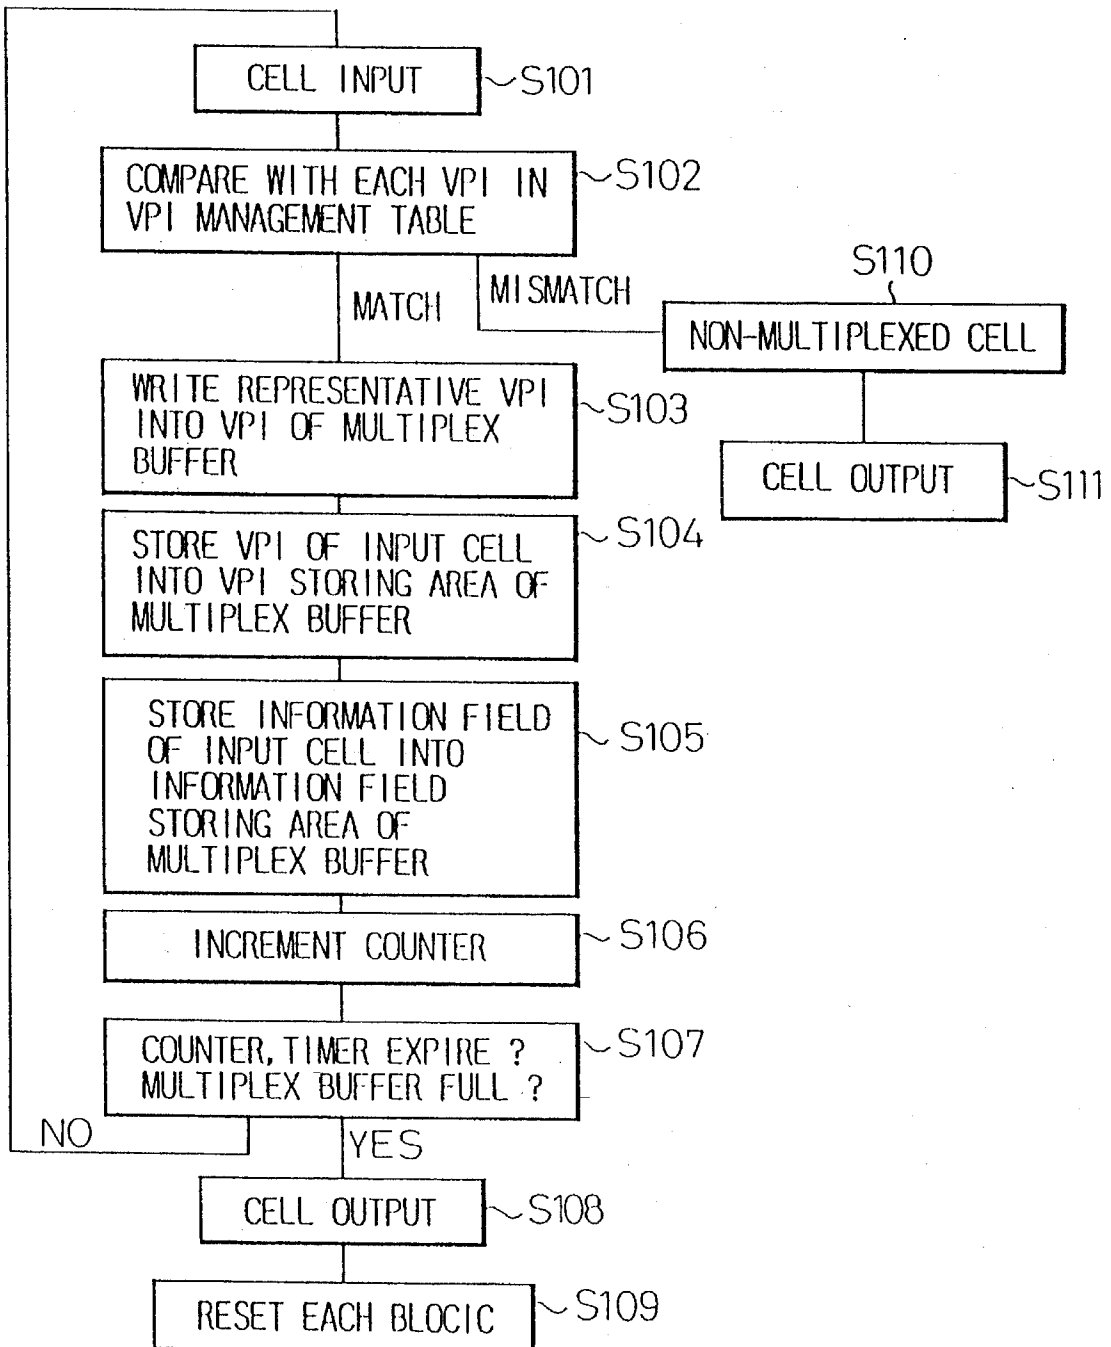 CELL INPUT
S101
COMPARE WITH EACH VPI IN
VPI MANAGEMENT TABLE
S102
MATCH
MISMATCH
S110
NON-MULTIPLEXED CELL
CELL OUTPUT
S111
WRITE REPRESENTATIVE VPI
INTO VPI OF MULTIPLEX
BUFFER
S103
STORE VPI OF INPUT CELL
INTO VPI STORING AREA OF
MULTIPLEX BUFFER
S104
STORE INFORMATION FIELD
OF INPUT CELL INTO
INFORMATION FIELD
STORING AREA OF
MULTIPLEX BUFFER
S105
INCREMENT COUNTER
S106
COUNTER, TIMER EXPIRE ?
MULTIPLEX BUFFER FULL ?
S107
NO
YES
CELL OUTPUT
S108
RESET EACH BLOCIC
S109